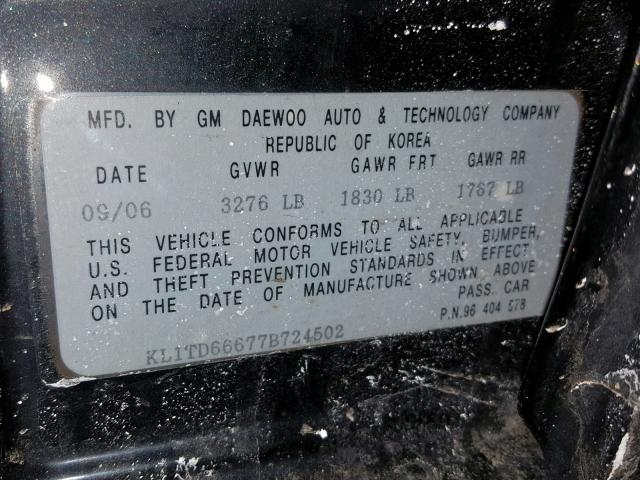 MFD. BY GM DAEWOO AUTO & TECHNOLOGY COMPANY
REPUBLIC OF KOREA
DATE GVWR GAWR FRT GAWR RR
09/06 3276 LB 1830 LB 1767 LB
THIS VEHICLE CONFORMS TO ALL APPLICABLE
U.S. FEDERAL MOTOR VEHICLE SAFETY, BUMPER,
AND THEFT PREVENTION STANDARDS IN EFFECT
ON THE DATE OF MANUFACTURE SHOWN ABOVE
PASS. CAR
P.N.96 404 578
KL1TD66677B724502